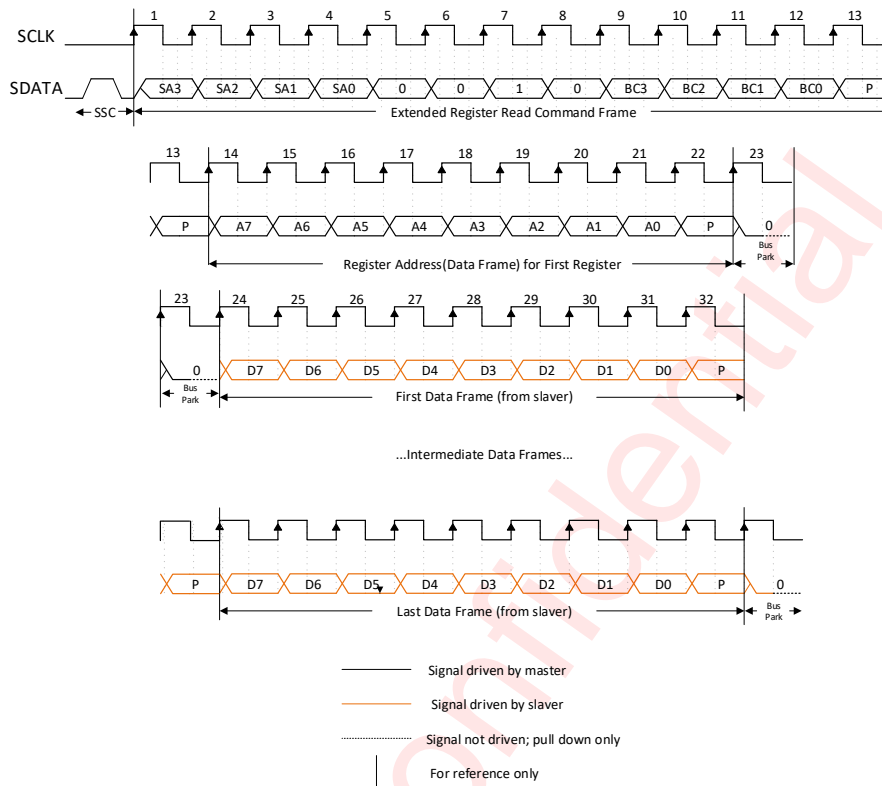 1 2 3 4 5 6 7 8 9 10 11 12 13
SCLK
SDATA
SA3 SA2 SA1 SA0 0 0 1 0 BC3 BC2 BC1 BC0 P
SSC
Extended Register Read Command Frame
13 14 15 16 17 18 19 20 21 22 23
P A7 A6 A5 A4 A3 A2 A1 A0 P 0
Bus
Park
Register Address(Data Frame) for First Register
23 24 25 26 27 28 29 30 31 32
0 D7 D6 D5 D4 D3 D2 D1 D0 P
Bus
Park
First Data Frame (from slaver)
...Intermediate Data Frames...
P D7 D6 D5 D4 D3 D2 D1 D0 P 0
Bus
Park
Last Data Frame (from slaver)
Signal driven by master
Signal driven by slaver
Signal not driven; pull down only
For reference only
onfidential